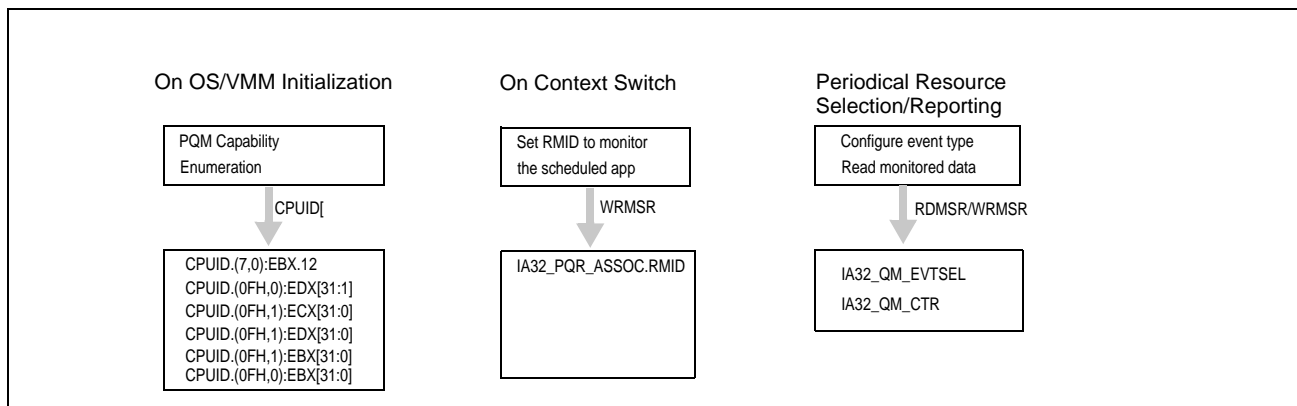 On OS/VMM Initialization
PQM Capability
Enumeration
CPUID[
CPUID.(7,0):EBX.12
CPUID.(0FH,0):EDX[31:1]
CPUID.(0FH,1):ECX[31:0]
CPUID.(0FH,1):EDX[31:0]
CPUID.(0FH,1):EBX[31:0]
CPUID.(0FH,0):EBX[31:0]
On Context Switch
Set RMID to monitor
the scheduled app
WRMSR
IA32_PQR_ASSOC.RMID
Periodical Resource
Selection/Reporting
Configure event type
Read monitored data
RDMSR/WRMSR
IA32_QM_EVTSEL
IA32_QM_CTR